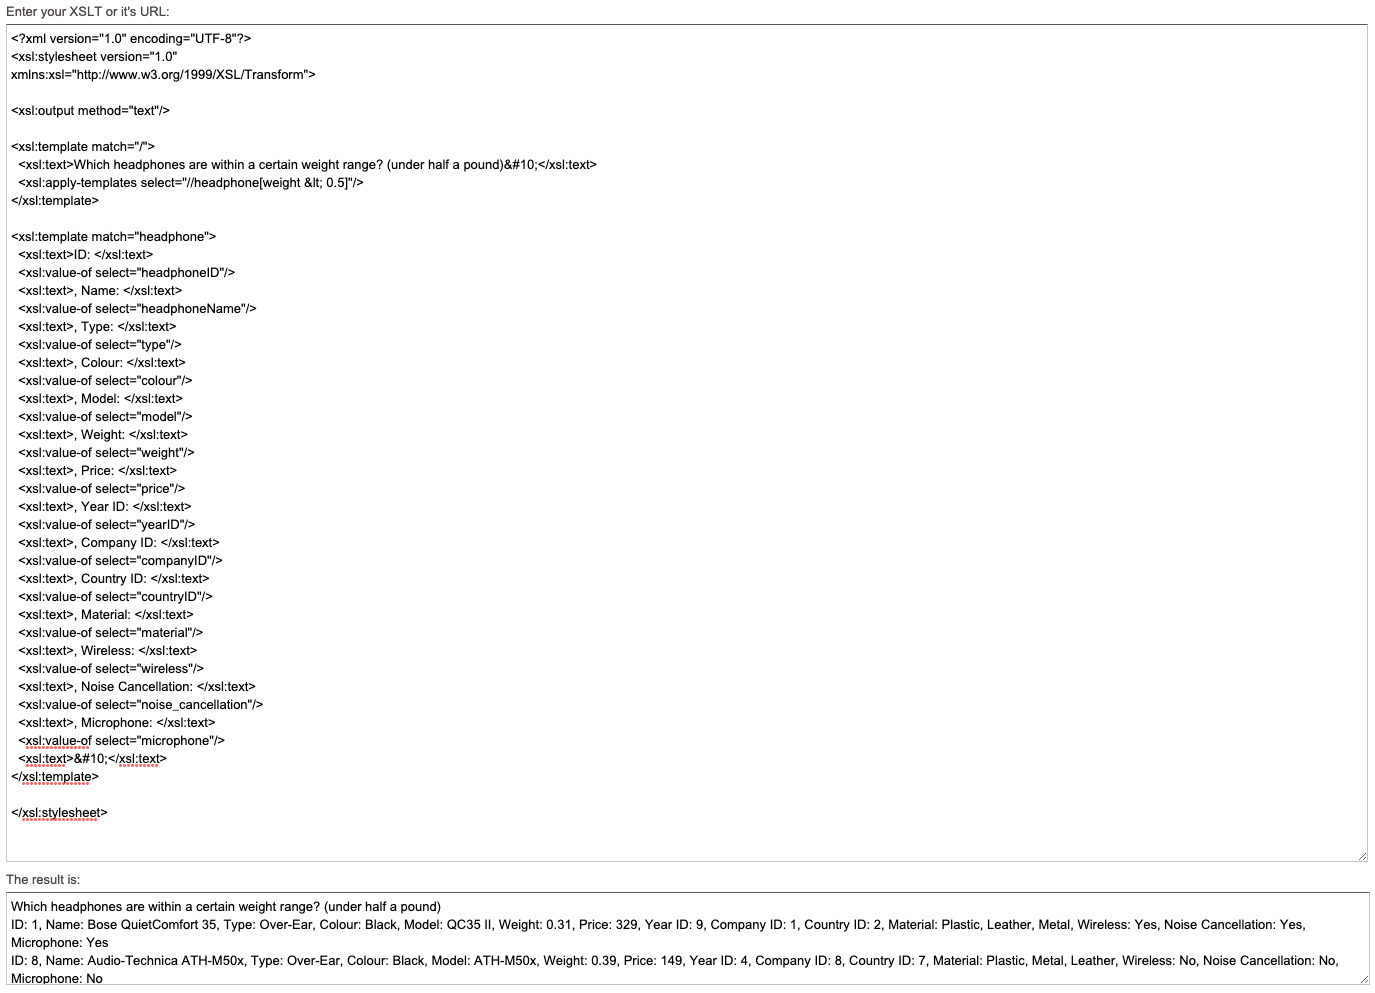 Enter your XSLT or it's URL:
<?xml version="1.0" encoding="UTF-8"?>
<xsl:stylesheet version="1.0"
xmlns:xsl="http://www.w3.org/1999/XSL/Transform">
<xsl:output method="text"/>
<xsl:template match="/">
<xsl:text>Which headphones are within a certain weight range? (under half a pound)&#10;</xsl:text>
<xsl:apply-templates select="//headphone[weight &lt; 0.5]"/>
</xsl:template>
<xsl:template match="headphone">
<xsl:text>ID: </xsl:text>
<xsl:value-of select="headphoneID"/>
<xsl:text>, Name: </xsl:text>
<xsl:value-of select="headphoneName"/>
<xsl:text>, Type: </xsl:text>
<xsl:value-of select="type"/>
<xsl:text>, Colour: </xsl:text>
<xsl:value-of select="colour"/>
<xsl:text>, Model: </xsl:text>
<xsl:value-of select="model"/>
<xsl:text>, Weight: </xsl:text>
<xsl:value-of select="weight"/>
<xsl:text>, Price: </xsl:text>
<xsl:value-of select="price"/>
<xsl:text>, Year ID: </xsl:text>
<xsl:value-of select="yearID"/>
<xsl:text>, Company ID: </xsl:text>
<xsl:value-of select="companyID"/>
<xsl:text>, Country ID: </xsl:text>
<xsl:value-of select="countryID"/>
<xsl:text>, Material: </xsl:text>
<xsl:value-of select="material"/>
<xsl:text>, Wireless: </xsl:text>
<xsl:value-of select="wireless"/>
<xsl:text>, Noise Cancellation: </xsl:text>
<xsl:value-of select="noise_cancellation"/>
<xsl:text>, Microphone: </xsl:text>
<xsl:value-of select="microphone"/>
<xsl:text>&#10;</xsl:text>
</xsl:template>
</xsl:stylesheet>
The result is:
Which headphones are within a certain weight range? (under half a pound)
ID: 1, Name: Bose QuietComfort 35, Type: Over-Ear, Colour: Black, Model: QC35 II, Weight: 0.31, Price: 329, Year ID: 9, Company ID: 1, Country ID: 2, Material: Plastic, Leather, Metal, Wireless: Yes, Noise Cancellation: Yes,
Microphone: Yes
ID: 8, Name: Audio-Technica ATH-M50x, Type: Over-Ear, Colour: Black, Model: ATH-M50x, Weight: 0.39, Price: 149, Year ID: 4, Company ID: 8, Country ID: 7, Material: Plastic, Metal, Leather, Wireless: No, Noise Cancellation: No,
Microphone: No